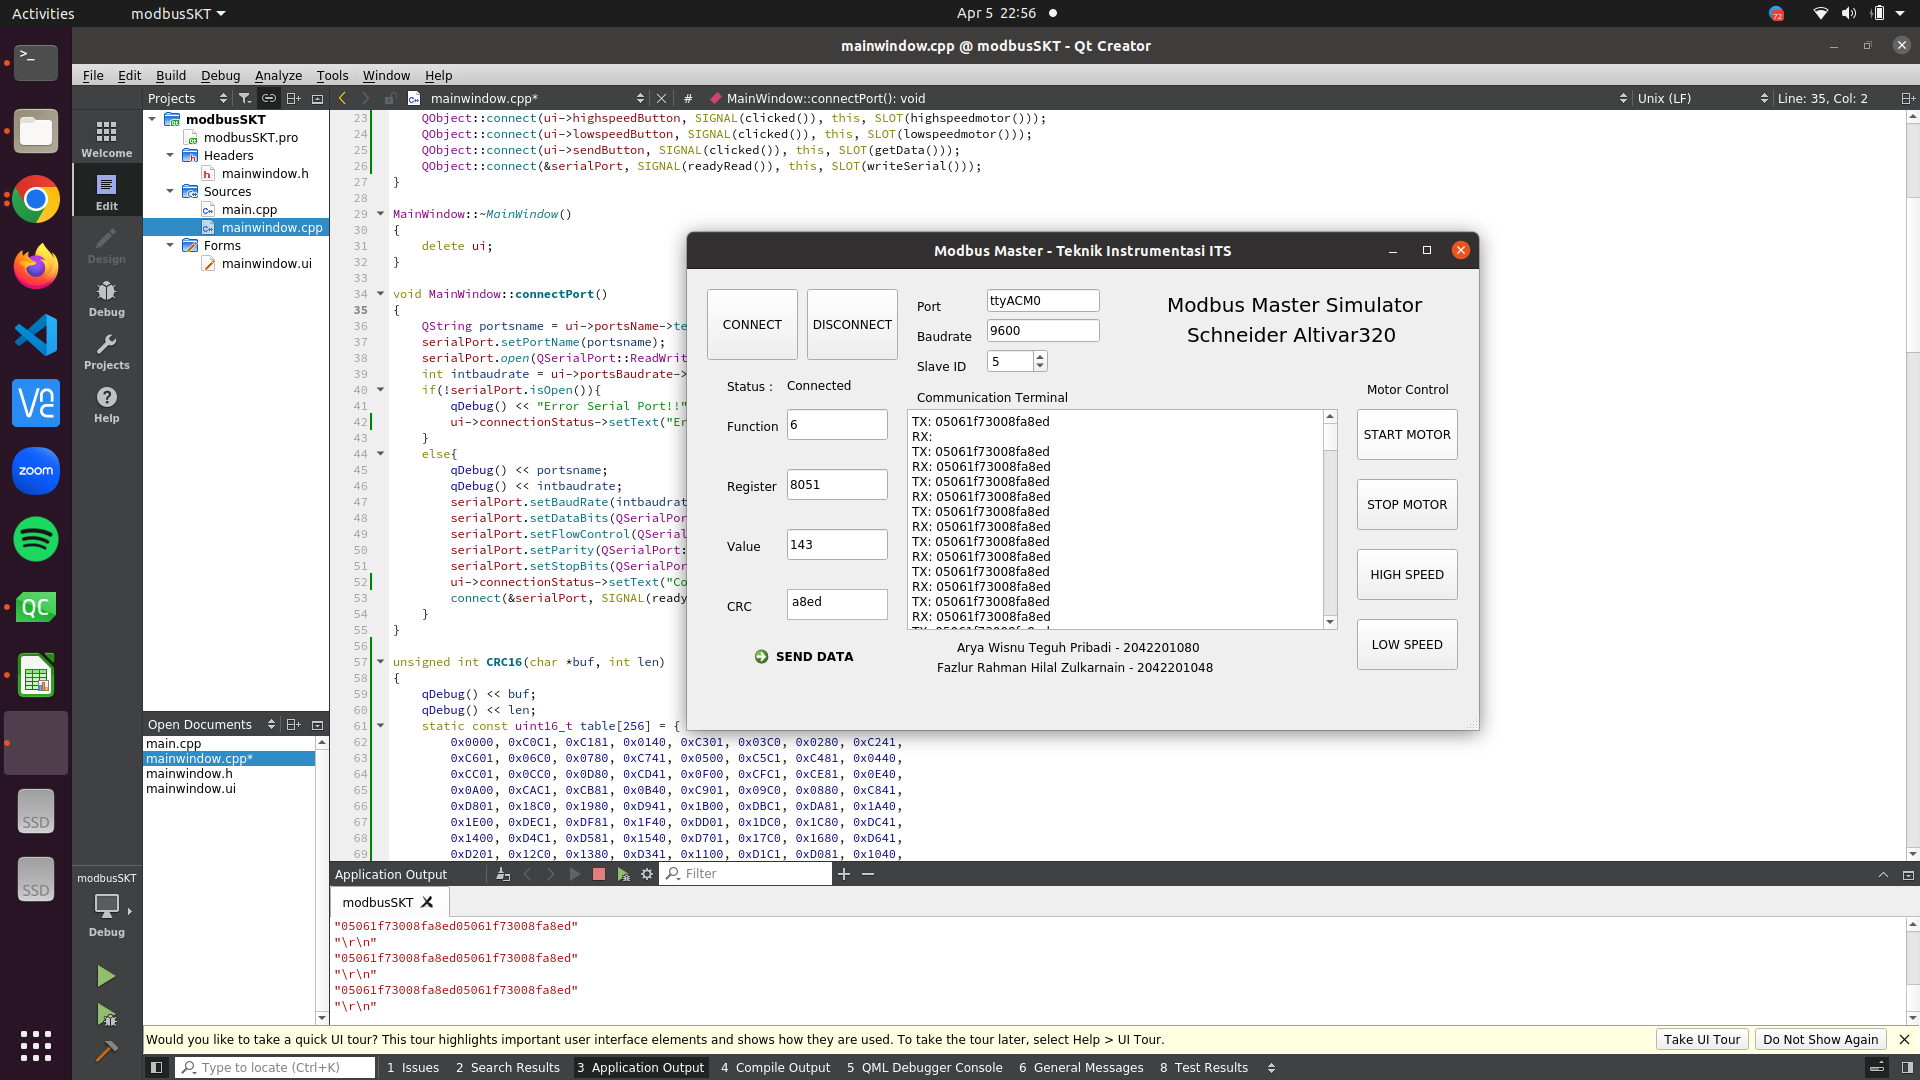 Activities
modbusSKT
Apr 5 22:56
72
mainwindow.cpp @ modbusSKT - Qt Creator
File Edit Build Debug Analyze Tools Window Help
Projects
mainwindow.cpp*
# MainWindow::connectPort(): void
Unix (LF)
Line: 35, Col: 2
Welcome
Edit
Design
Debug
Projects
Help
modbusSKT
modbusSKT.pro
Headers
mainwindow.h
Sources
main.cpp
mainwindow.cpp
Forms
mainwindow.ui
23 QObject::connect(ui->highspeedButton, SIGNAL(clicked()), this, SLOT(highspeedmotor()));
24 QObject::connect(ui->lowspeedButton, SIGNAL(clicked()), this, SLOT(lowspeedmotor()));
25 QObject::connect(ui->sendButton, SIGNAL(clicked()), this, SLOT(getData()));
26 QObject::connect(&serialPort, SIGNAL(readyRead()), this, SLOT(writeSerial()));
27 }
28
29 MainWindow::~MainWindow()
30 {
31 delete ui;
32 }
33
34 void MainWindow::connectPort()
35 {
36 QString portsname = ui->portsName->te
37 serialPort.setPortName(portsname);
38 serialPort.open(QSerialPort::ReadWrit
39 int intbaudrate = ui->portsBaudrate->
40 if(!serialPort.isOpen()){
41 qDebug() << "Error Serial Port!!"
42 ui->connectionStatus->setText("Er
43 }
44 else{
45 qDebug() << portsname;
46 qDebug() << intbaudrate;
47 serialPort.setBaudRate(intbaudrat
48 serialPort.setDataBits(QSerialPor
49 serialPort.setFlowControl(QSerial
50 serialPort.setParity(QSerialPort:
51 serialPort.setStopBits(QSerialPor
52 ui->connectionStatus->setText("Co
53 connect(&serialPort, SIGNAL(ready
54 }
55 }
56
57 unsigned int CRC16(char *buf, int len)
58 {
59 qDebug() << buf;
60 qDebug() << len;
61 static const uint16_t table[256] = {
62 0x0000, 0xC0C1, 0xC181, 0x0140, 0xC301, 0x03C0, 0x0280, 0xC241,
63 0xC601, 0x06C0, 0x0780, 0xC741, 0x0500, 0xC5C1, 0xC481, 0x0440,
64 0xCC01, 0x0CC0, 0x0D80, 0xCD41, 0x0F00, 0xCFC1, 0xCE81, 0x0E40,
65 0x0A00, 0xCAC1, 0xCB81, 0x0B40, 0xC901, 0x09C0, 0x0880, 0xC841,
66 0xD801, 0x18C0, 0x1980, 0xD941, 0x1B00, 0xDBC1, 0xDA81, 0x1A40,
67 0x1E00, 0xDEC1, 0xDF81, 0x1F40, 0xDD01, 0x1DC0, 0x1C80, 0xDC41,
68 0x1400, 0xD4C1, 0xD581, 0x1540, 0xD701, 0x17C0, 0x1680, 0xD641,
69 0xD201, 0x12C0, 0x1380, 0xD341, 0x1100, 0xD1C1, 0xD081, 0x1040,
Modbus Master - Teknik Instrumentasi ITS
CONNECT
DISCONNECT
Port
ttyACM0
Baudrate
9600
Slave ID
5
Modbus Master Simulator
Schneider Altivar320
Status :
Connected
Function
6
Register
8051
Value
143
CRC
a8ed
SEND DATA
Communication Terminal
TX: 05061f73008fa8ed
RX:
TX: 05061f73008fa8ed
RX: 05061f73008fa8ed
TX: 05061f73008fa8ed
RX: 05061f73008fa8ed
TX: 05061f73008fa8ed
RX: 05061f73008fa8ed
TX: 05061f73008fa8ed
RX: 05061f73008fa8ed
TX: 05061f73008fa8ed
RX: 05061f73008fa8ed
TX: 05061f73008fa8ed
RX: 05061f73008fa8ed
TX: 05061f73008fa8ed
Motor Control
START MOTOR
STOP MOTOR
HIGH SPEED
LOW SPEED
Arya Wisnu Teguh Pribadi - 2042201080
Fazlur Rahman Hilal Zulkarnain - 2042201048
zoom
QC
SSD
SSD
Open Documents
main.cpp
mainwindow.cpp*
mainwindow.h
mainwindow.ui
modbusSKT
Debug
Application Output
Filter
modbusSKT
"05061f73008fa8ed05061f73008fa8ed"
"\r\n"
"05061f73008fa8ed05061f73008fa8ed"
"\r\n"
"05061f73008fa8ed05061f73008fa8ed"
"\r\n"
Would you like to take a quick UI tour? This tour highlights important user interface elements and shows how they are used. To take the tour later, select Help > UI Tour.
Take UI Tour
Do Not Show Again
Type to locate (Ctrl+K)
1 Issues
2 Search Results
3 Application Output
4 Compile Output
5 QML Debugger Console
6 General Messages
8 Test Results